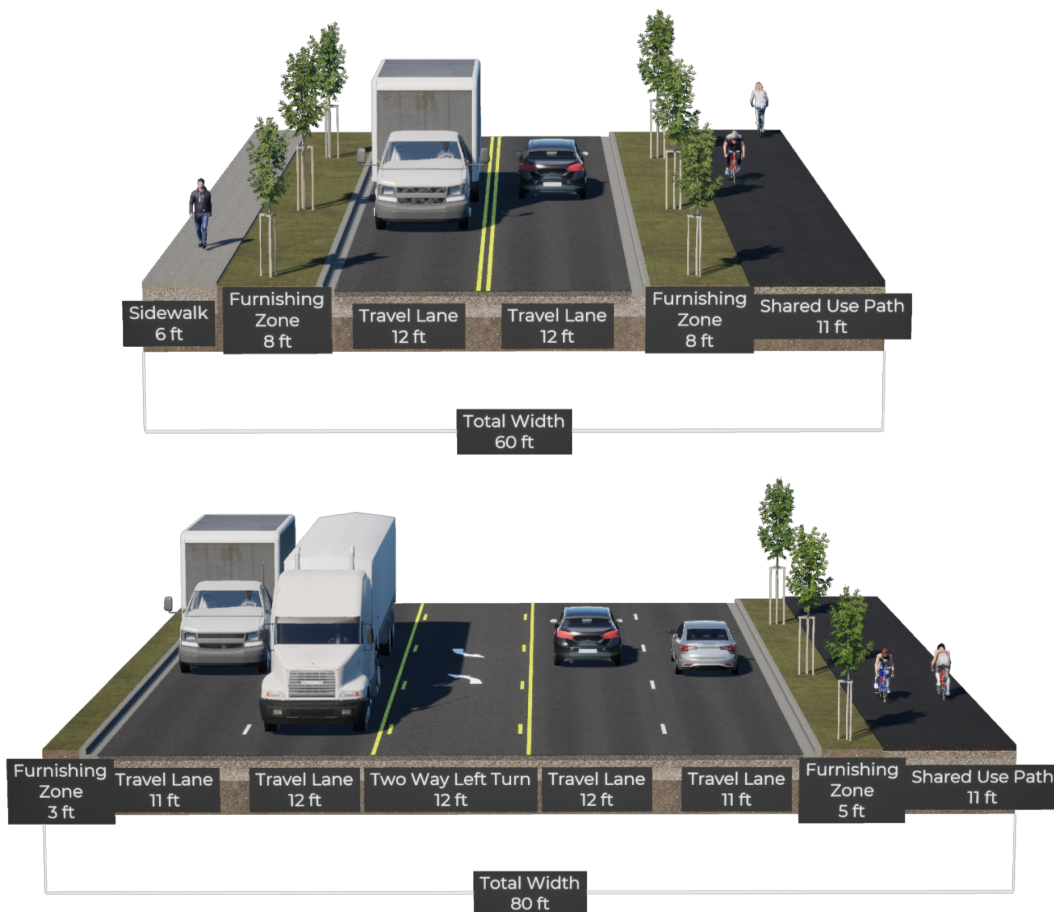 Sidewalk
6 ft
Furnishing
Zone
8 ft
Travel Lane
12 ft
Travel Lane
12 ft
Furnishing
Zone
8 ft
Shared Use Path
11 ft
Total Width
60 ft
Furnishing
Zone
3 ft
Travel Lane
11 ft
Travel Lane
12 ft
Two Way Left Turn
12 ft
Travel Lane
12 ft
Travel Lane
11 ft
Furnishing
Zone
5 ft
Shared Use Path
11 ft
Total Width
80 ft